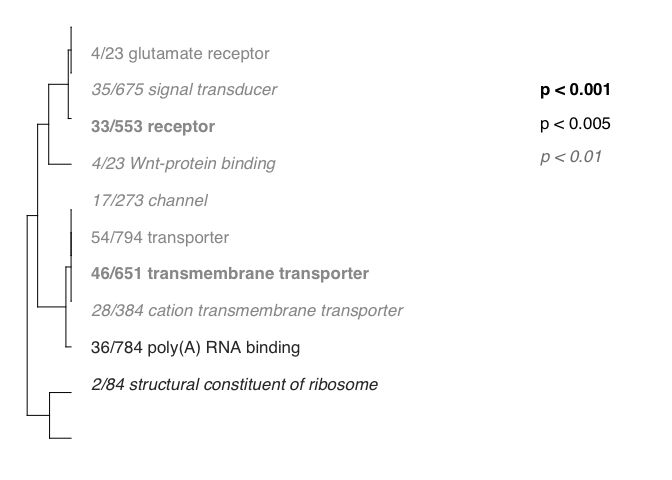 4/23 glutamate receptor
35/675 signal transducer
p < 0.001
33/553 receptor
p < 0.005
4/23 Wnt-protein binding
p < 0.01
17/273 channel
54/794 transporter
46/651 transmembrane transporter
28/384 cation transmembrane transporter
36/784 poly(A) RNA binding
2/84 structural constituent of ribosome